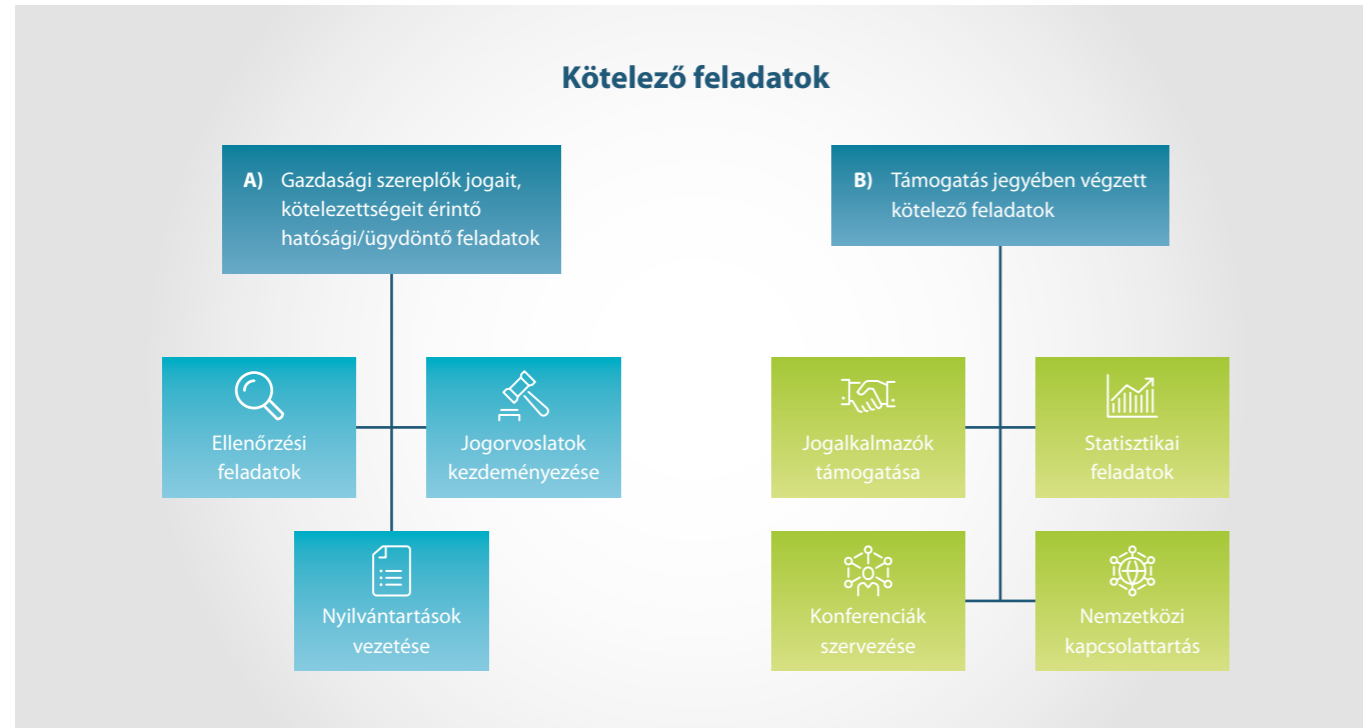 Kötelező feladatok
A) Gazdasági szereplők jogait,
kötelezettségeit érintő
hatósági/ügydöntő feladatok
Ellenőrzési
feladatok
Jogorvoslatok
kezdeményezése
Nyilvántartások
vezetése
B) Támogatás jegyében végzett
kötelező feladatok
Jogalkalmazók
támogatása
Statisztikai
feladatok
Konferenciák
szervezése
Nemzetközi
kapcsolattartás